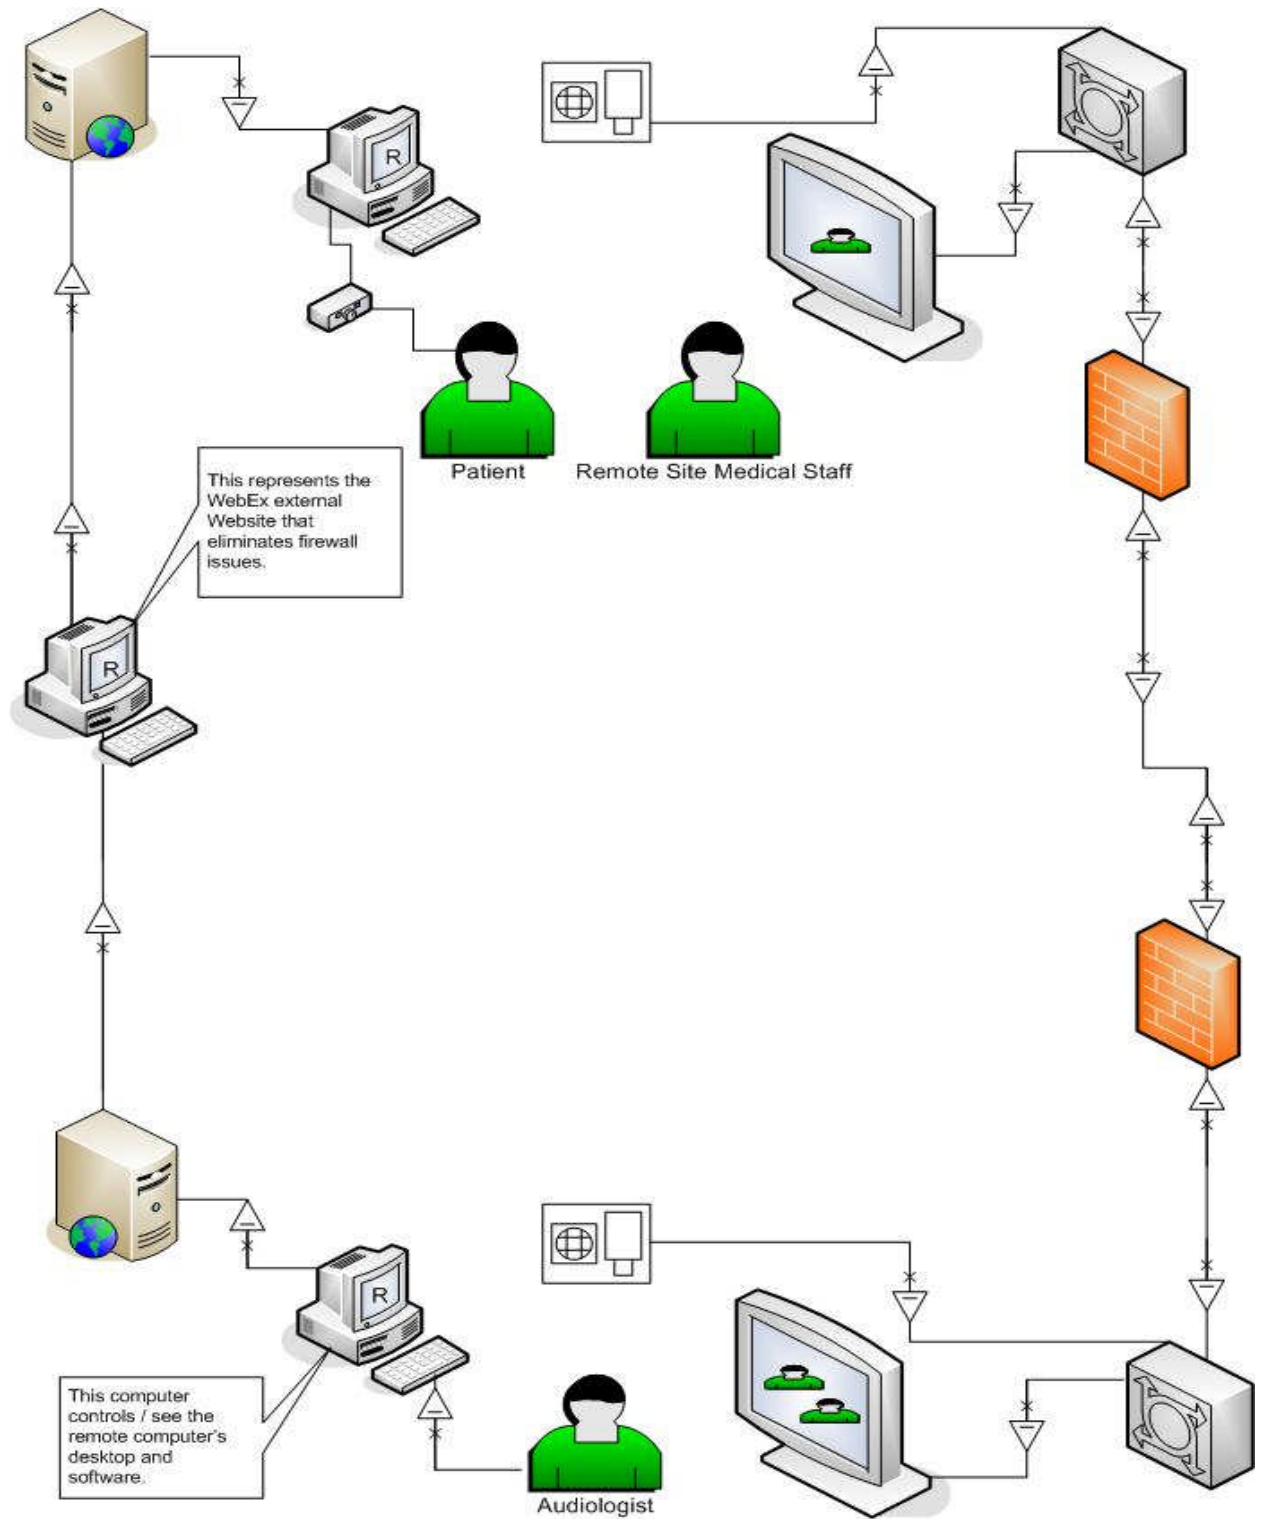 R
Patient
Remote Site Medical Staff
This represents the
WebEx external
Website that
eliminates firewall
issues.
R
R
This computer
controls / see the
remote computer's
desktop and
software.
Audiologist